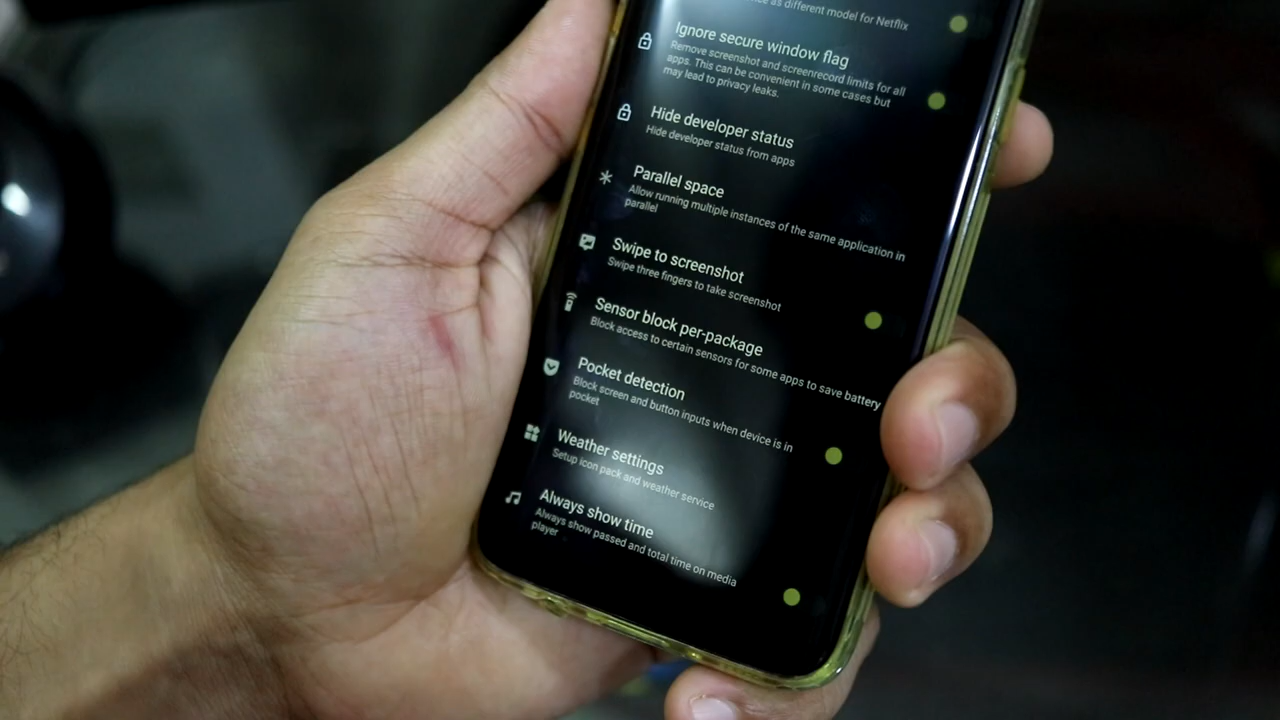 as different model for Netflix
Ignore secure window flag
Remove screenshot and screenrecord limits for all
apps. This can be convenient in some cases but
may lead to privacy leaks.
Hide developer status
Hide developer status from apps
Parallel space
Allow running multiple instances of the same application in
parallel
Swipe to screenshot
Swipe three fingers to take screenshot
Sensor block per-package
Block access to certain sensors for some apps to save battery
Pocket detection
Block screen and button inputs when device is in
pocket
Weather settings
Setup icon pack and weather service
Always show time
Always show passed and total time on media
player